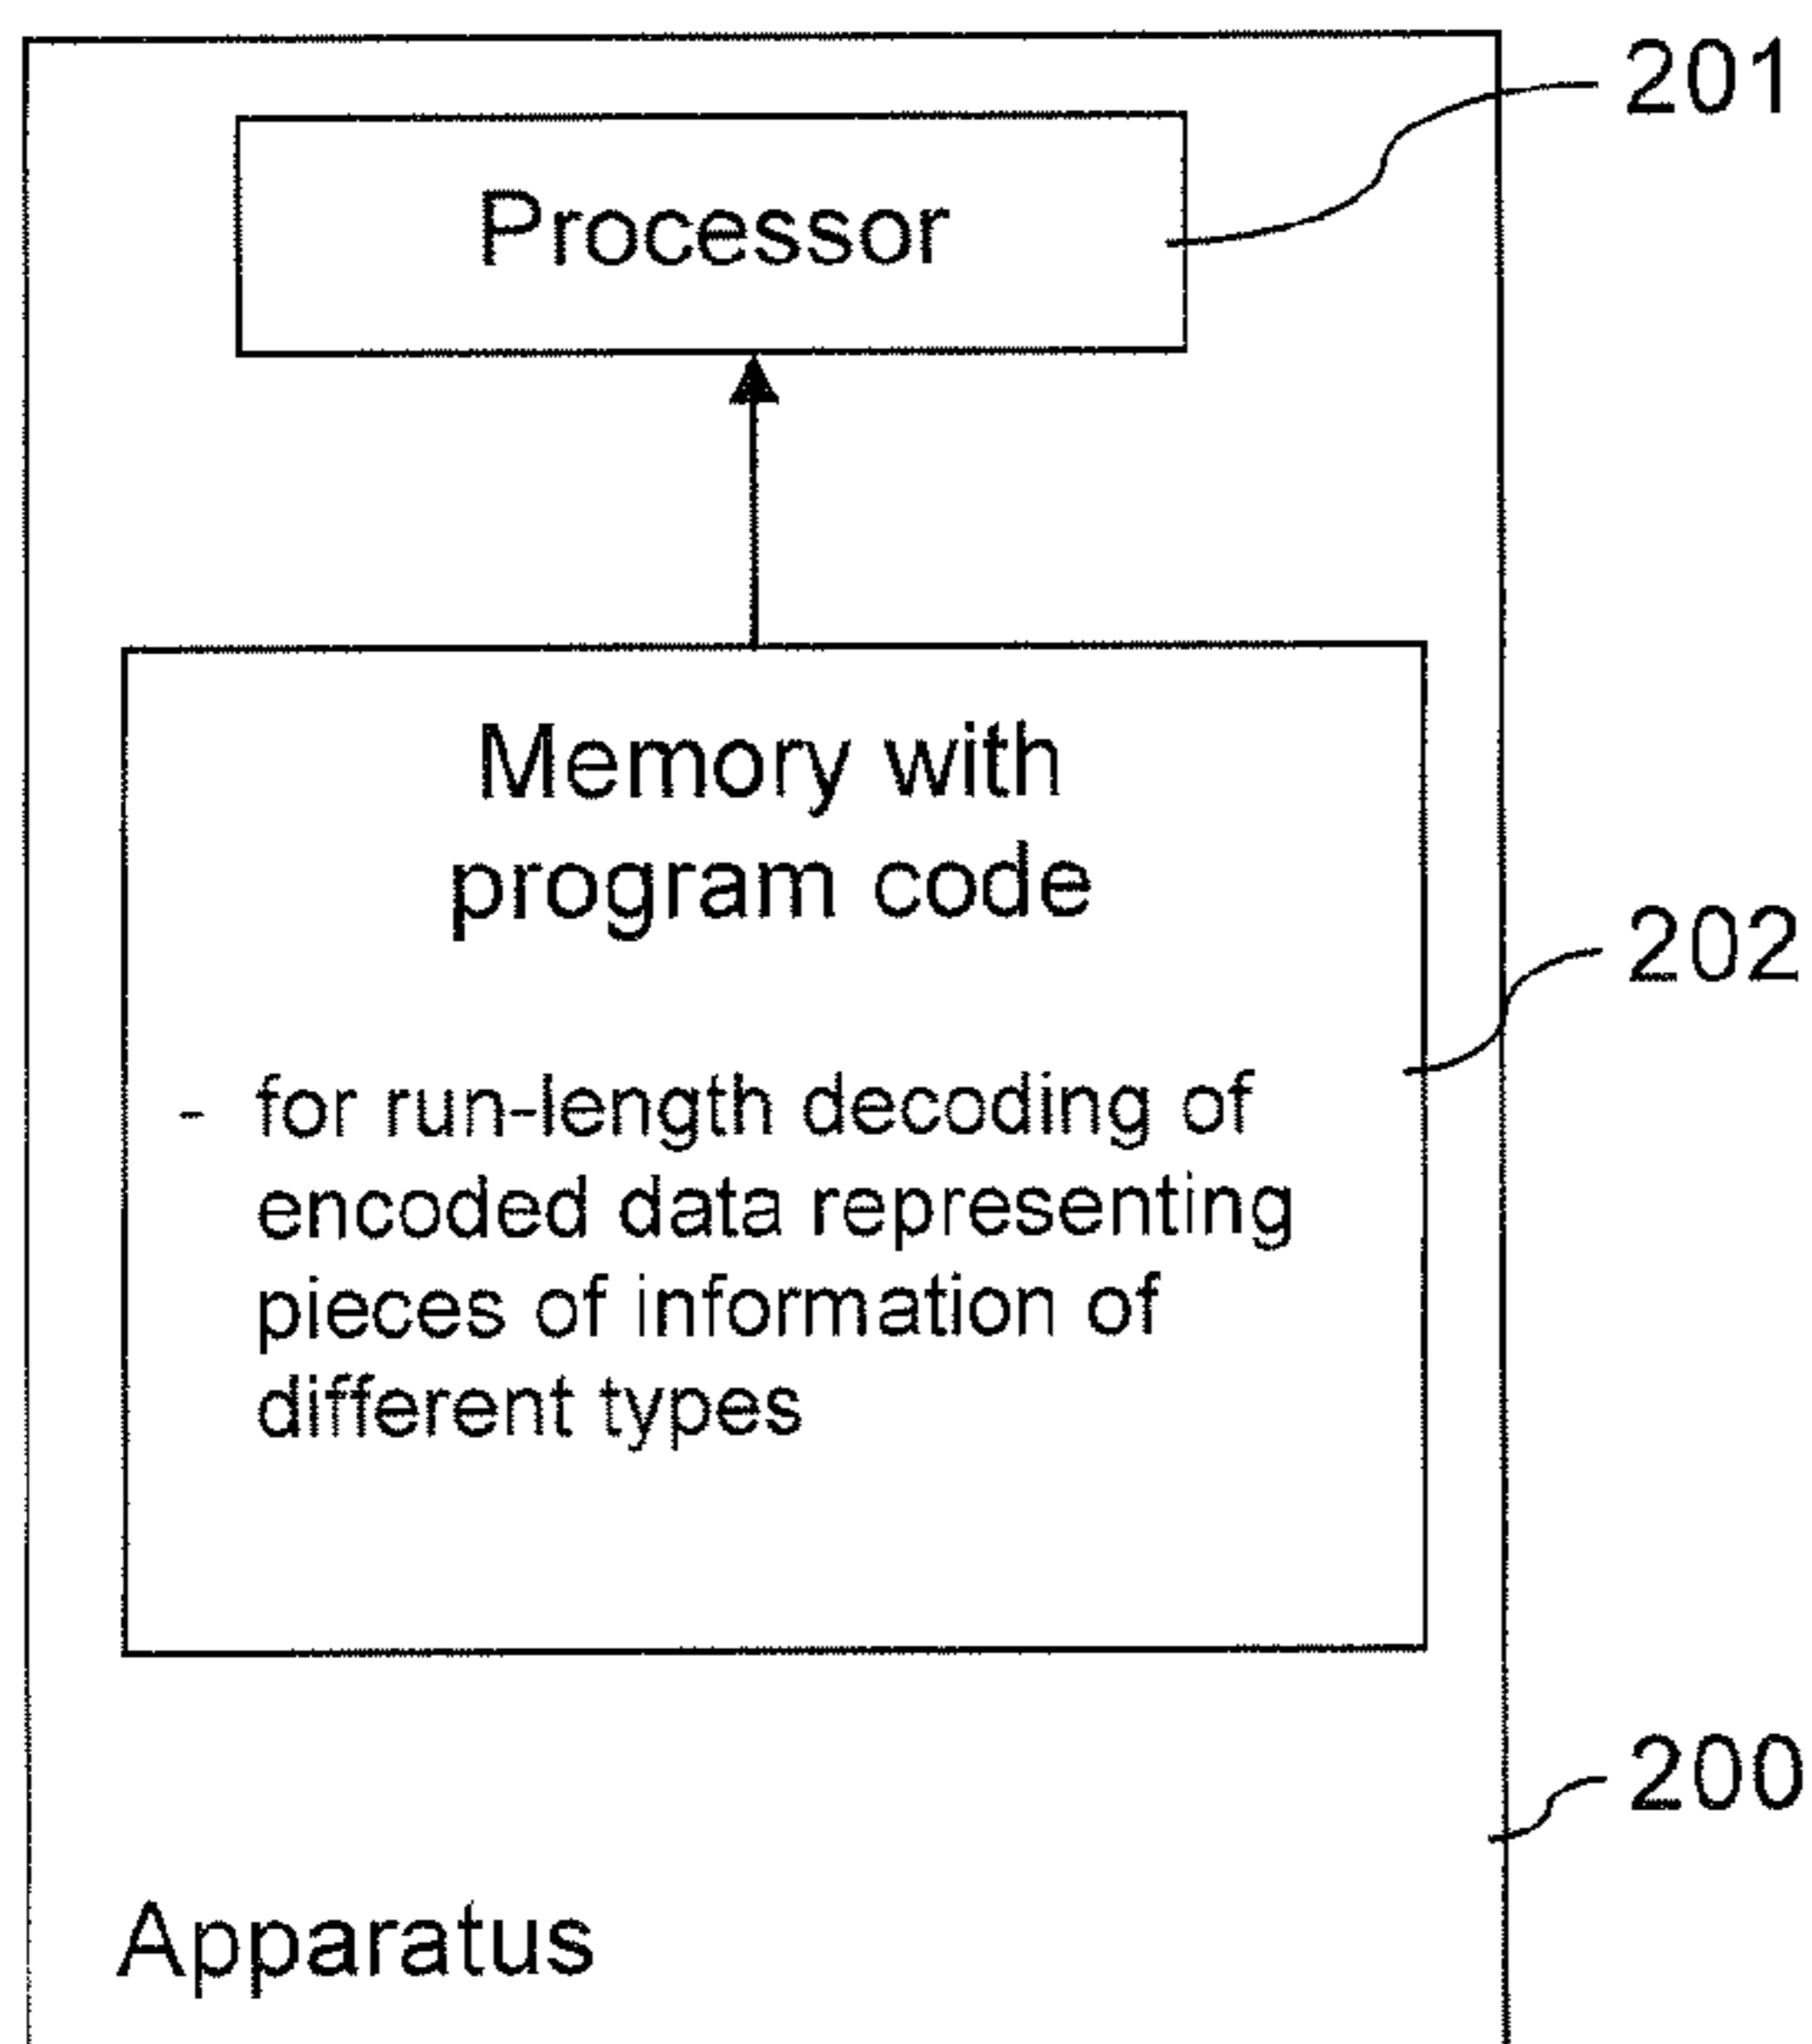 201
Processor
Memory with
program code
202
- for run-length decoding of
encoded data representing
pieces of information of
different types
200
Apparatus